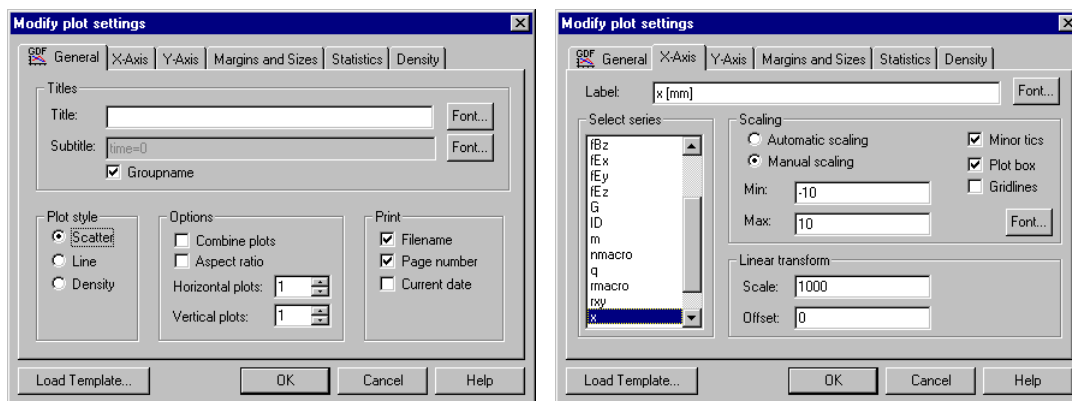 Modify plot settings
GDF General X-Axis Y-Axis Margins and Sizes Statistics Density
Titles
Title: Font...
Subtitle: time=0 Font...
Groupname
Plot style
Scatter
Line
Density
Options
Combine plots
Aspect ratio
Horizontal plots: 1
Vertical plots: 1
Print
Filename
Page number
Current date
Load Template... OK Cancel Help
Modify plot settings
GDF General X-Axis Y-Axis Margins and Sizes Statistics Density
Label: x [mm] Font...
Select series
fBz
fEx
fEy
fEz
G
ID
m
nmacro
q
rmacro
rxy
x
Scaling
Automatic scaling
Manual scaling
Min: -10
Max: 10
Minor tics
Plot box
Gridlines
Font...
Linear transform
Scale: 1000
Offset: 0
Load Template... OK Cancel Help